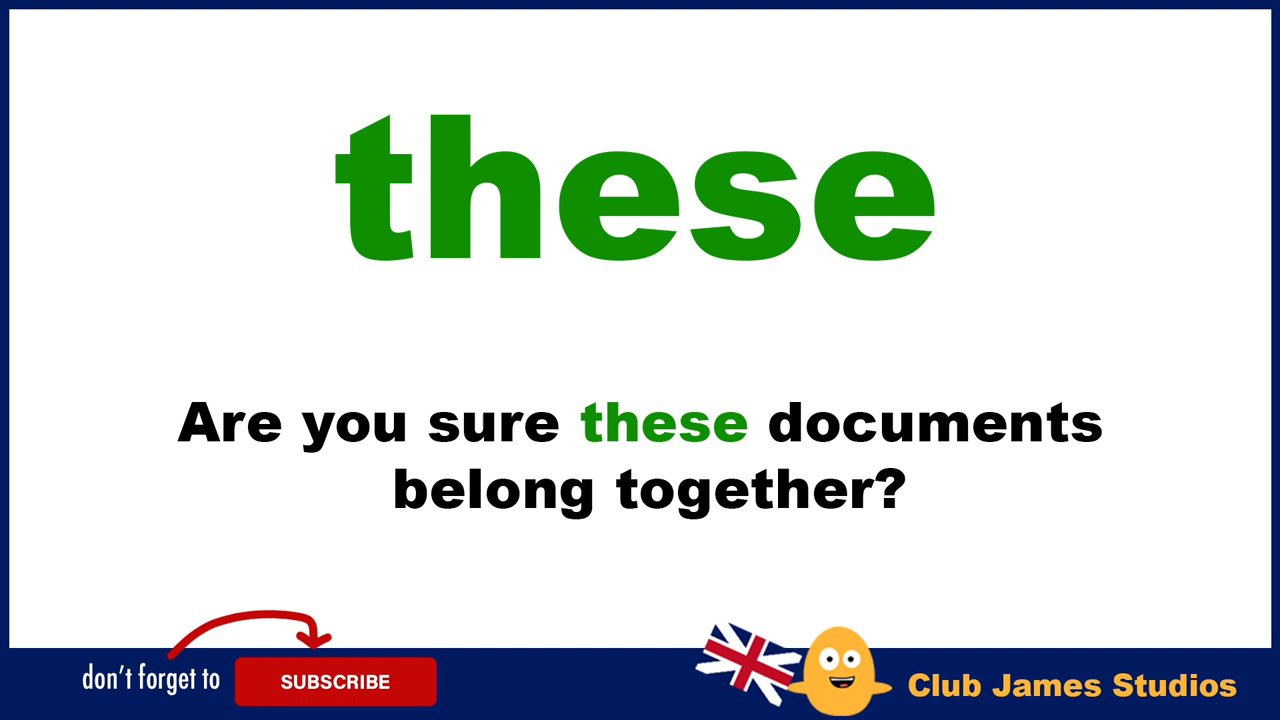 these
Are you sure these documents
belong together?
don't forget to
SUBSCRIBE
Club James Studios